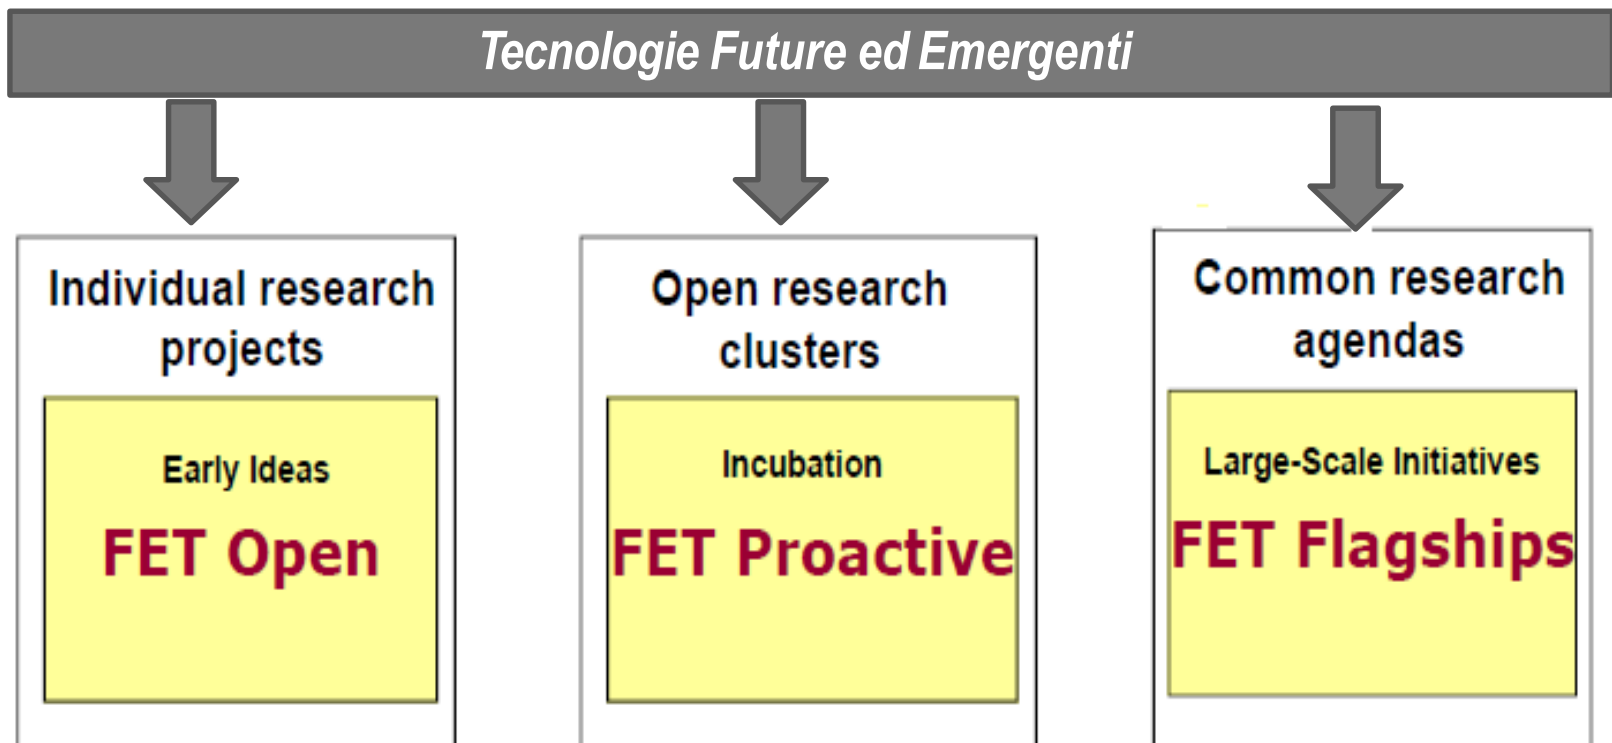 Tecnologie Future ed Emergenti
Individual research
projects
Early Ideas
FET Open
Open research
clusters
Incubation
FET Proactive
Common research
agendas
Large-Scale Initiatives
FET Flagships